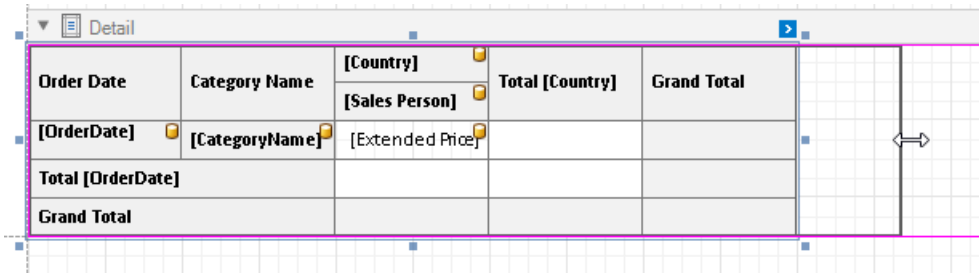 Detail
Order Date Category Name [Country] Total [Country] Grand Total
[Sales Person]
[OrderDate] [CategoryName] [Extended Price]
Total [OrderDate]
Grand Total